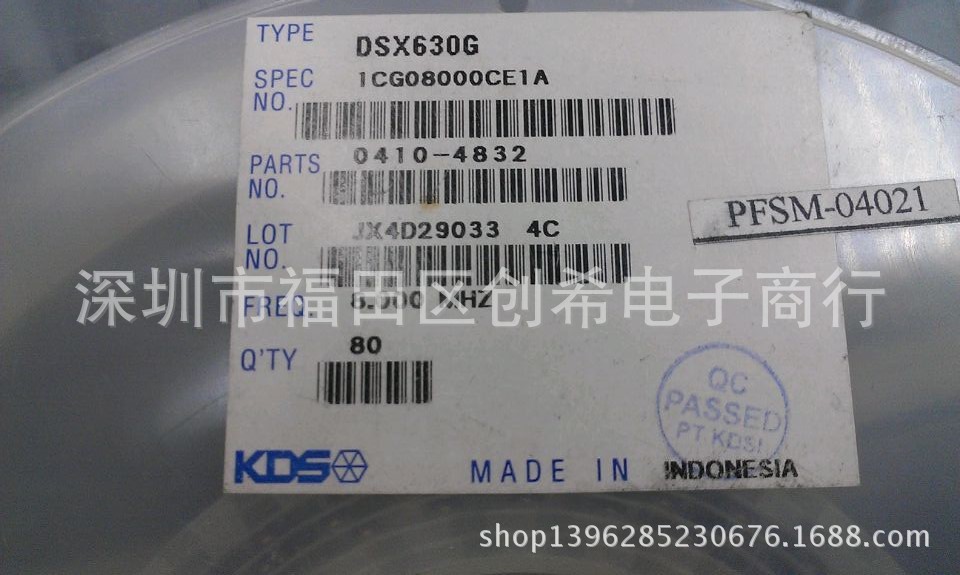 TYPE DSX630G
SPEC NO. 1CG08000CE1A
PARTS NO. 0410-4832
PFSM-04021
LOT NO. JX4D29033 4C
深圳市福田区创希电子商行
FREQ.
Q'TY 80
QC
PASSED
PT KDSI
KDS
MADE IN INDONESIA
shop1396285230676.1688.com